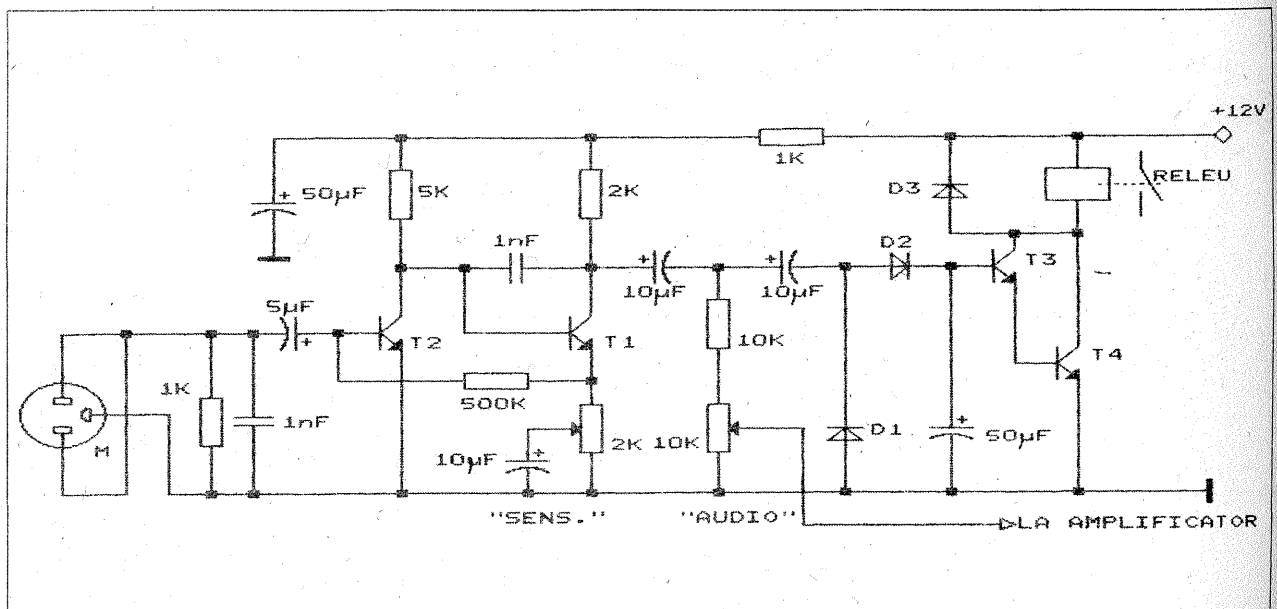 +12V
1K
50µF
5K
2K
D3
RELEU
1nF
D2
T3
5µF
10µF
10µF
T2
T1
10K
T4
1K
500K
1nF
M
10µF
2K
10K
D1
50µF
"SENS."
"AUDIO"
LA AMPLIFICATOR
+
+
+
+
+
+